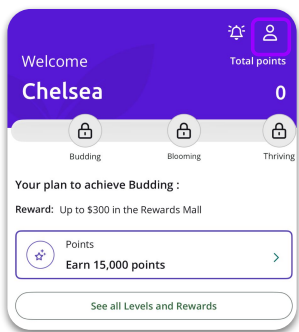 Welcome
Total points
Chelsea
0
Budding
Blooming
Thriving
Your plan to achieve Budding :
Reward: Up to $300 in the Rewards Mall
Points
Earn 15,000 points
See all Levels and Rewards